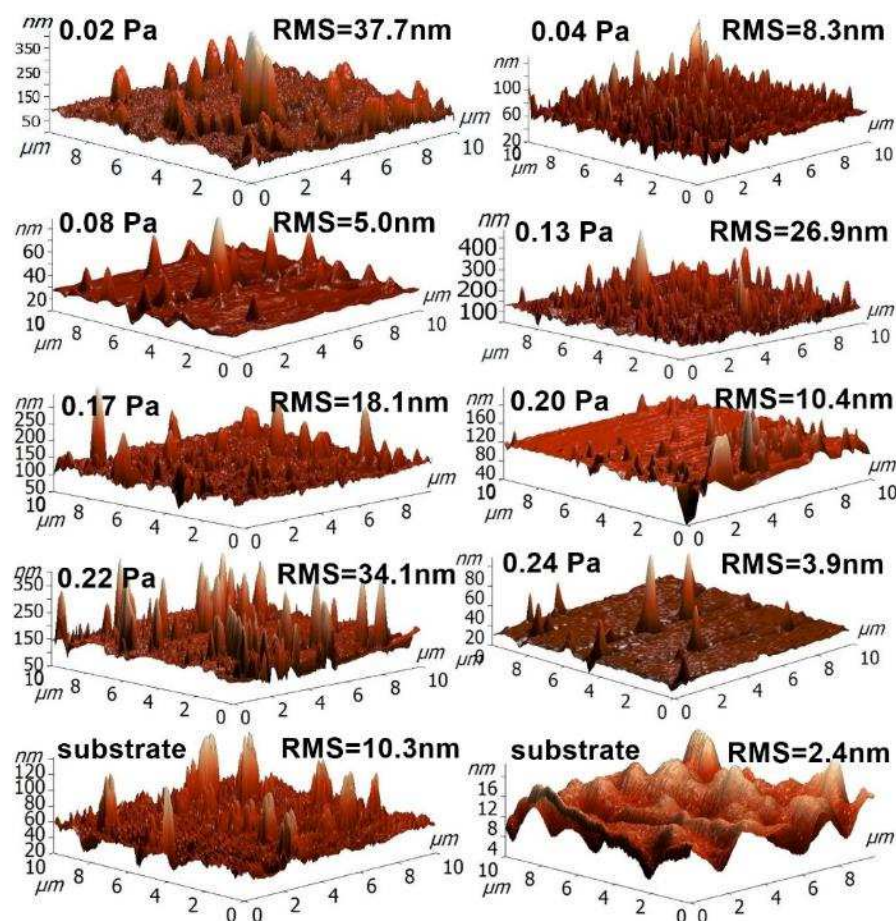 nm 0.02 Pa RMS=37.7nm
350
250
150
50
µm 8 6 4 2 0 0 2 4 6 8 10 µm
0.04 Pa RMS=8.3nm
nm
100
60
20
10 8 6 4 2 0 0 2 4 6 8 10
µm µm
0.08 Pa RMS=5.0nm
nm
60
40
20
10 8 6 4 2 0 0 2 4 6 8 10
µm µm
nm 0.13 Pa RMS=26.9nm
400
300
200
100
10 8 6 4 2 0 0 2 4 6 8 10
µm µm
nm 0.17 Pa RMS=18.1nm
250
200
150
100
50
10 8 6 4 2 0 0 2 4 6 8 10
µm µm
nm 0.20 Pa RMS=10.4nm
160
120
80
40
10 8 6 4 2 0 0 2 4 6 8 10
µm µm
nm 0.22 Pa RMS=34.1nm
350
250
150
50
10 8 6 4 2 0 0 2 4 6 8 10
µm µm
0.24 Pa RMS=3.9nm
nm
80
60
40
20
µm 8 6 4 2 0 0 2 4 6 8 10
µm
substrate RMS=10.3nm
nm
120
100
80
60
40
20
µm 8 6 4 2 0 0 2 4 6 8 10
µm
substrate RMS=2.4nm
nm
16
12
8
4
10 8 6 4 2 0 0 2 4 6 8 10
µm µm